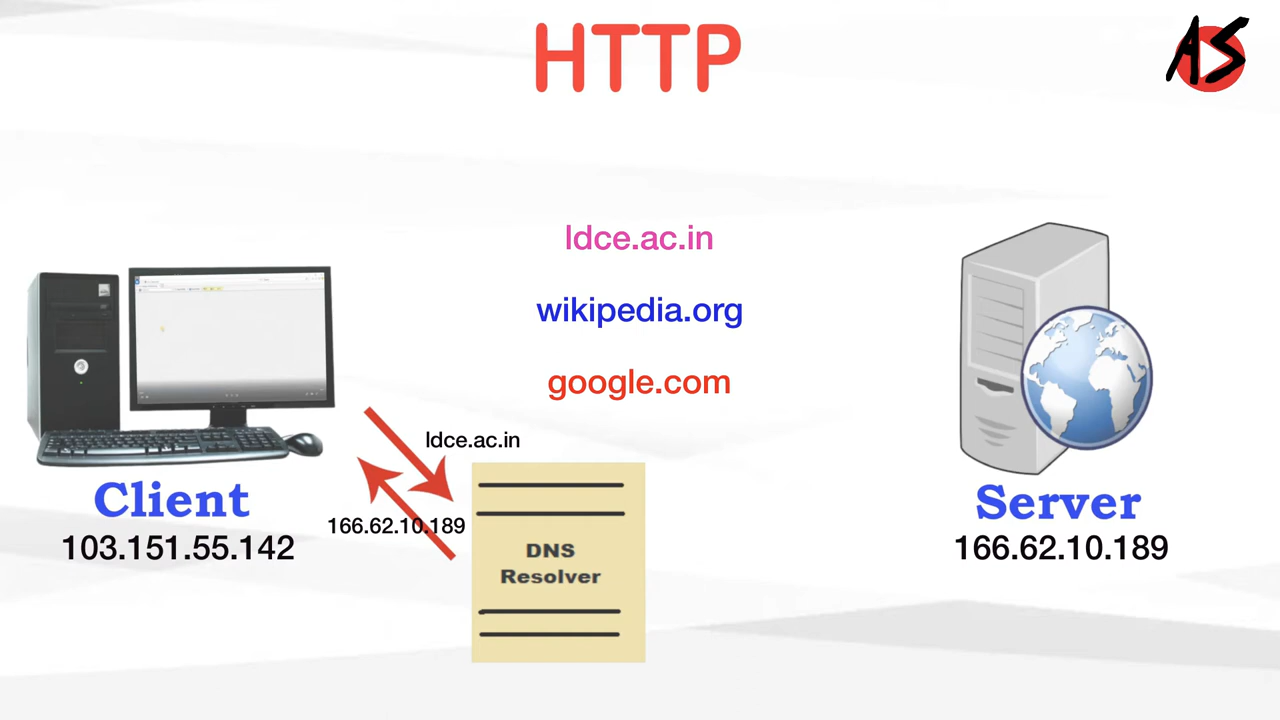 HTTP
AS
ldce.ac.in
wikipedia.org
google.com
ldce.ac.in
Client
103.151.55.142
166.62.10.189
DNS
Resolver
Server
166.62.10.189